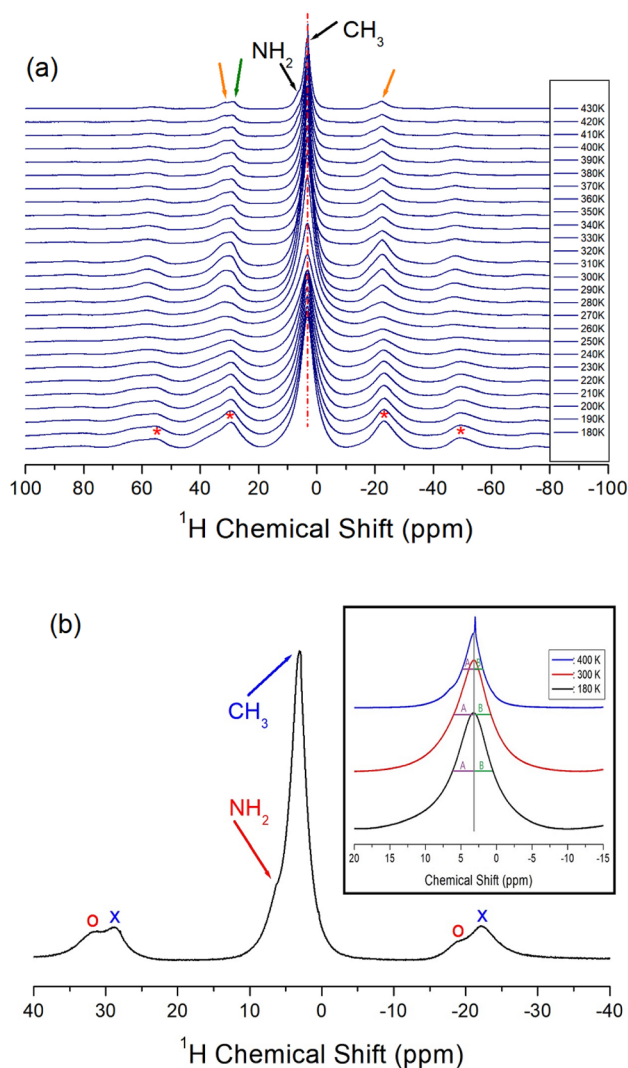 (a)
CH3
NH2
430K
420K
410K
400K
390K
380K
370K
360K
350K
340K
330K
320K
310K
300K
290K
280K
270K
260K
250K
240K
230K
220K
210K
200K
190K
180K
* * * *
100 80 60 40 20 0 -20 -40 -60 -80 -100
1H Chemical Shift (ppm)
(b)
CH3
NH2
O X O X
40 30 20 10 0 -10 -20 -30 -40
1H Chemical Shift (ppm)
: 400 K
: 300 K
: 180 K
A B
A B
A B
20 15 10 5 0 -5 -10 -15
Chemical Shift (ppm)